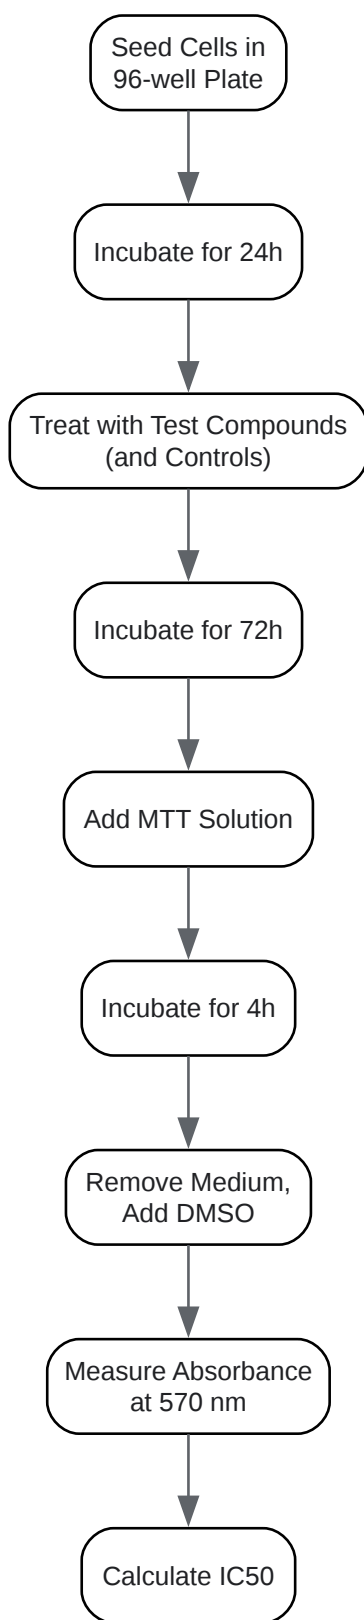 Seed Cells in
96-well Plate
Incubate for 24h
Treat with Test Compounds
(and Controls)
Incubate for 72h
Add MTT Solution
Incubate for 4h
Remove Medium,
Add DMSO
Measure Absorbance
at 570 nm
Calculate IC50